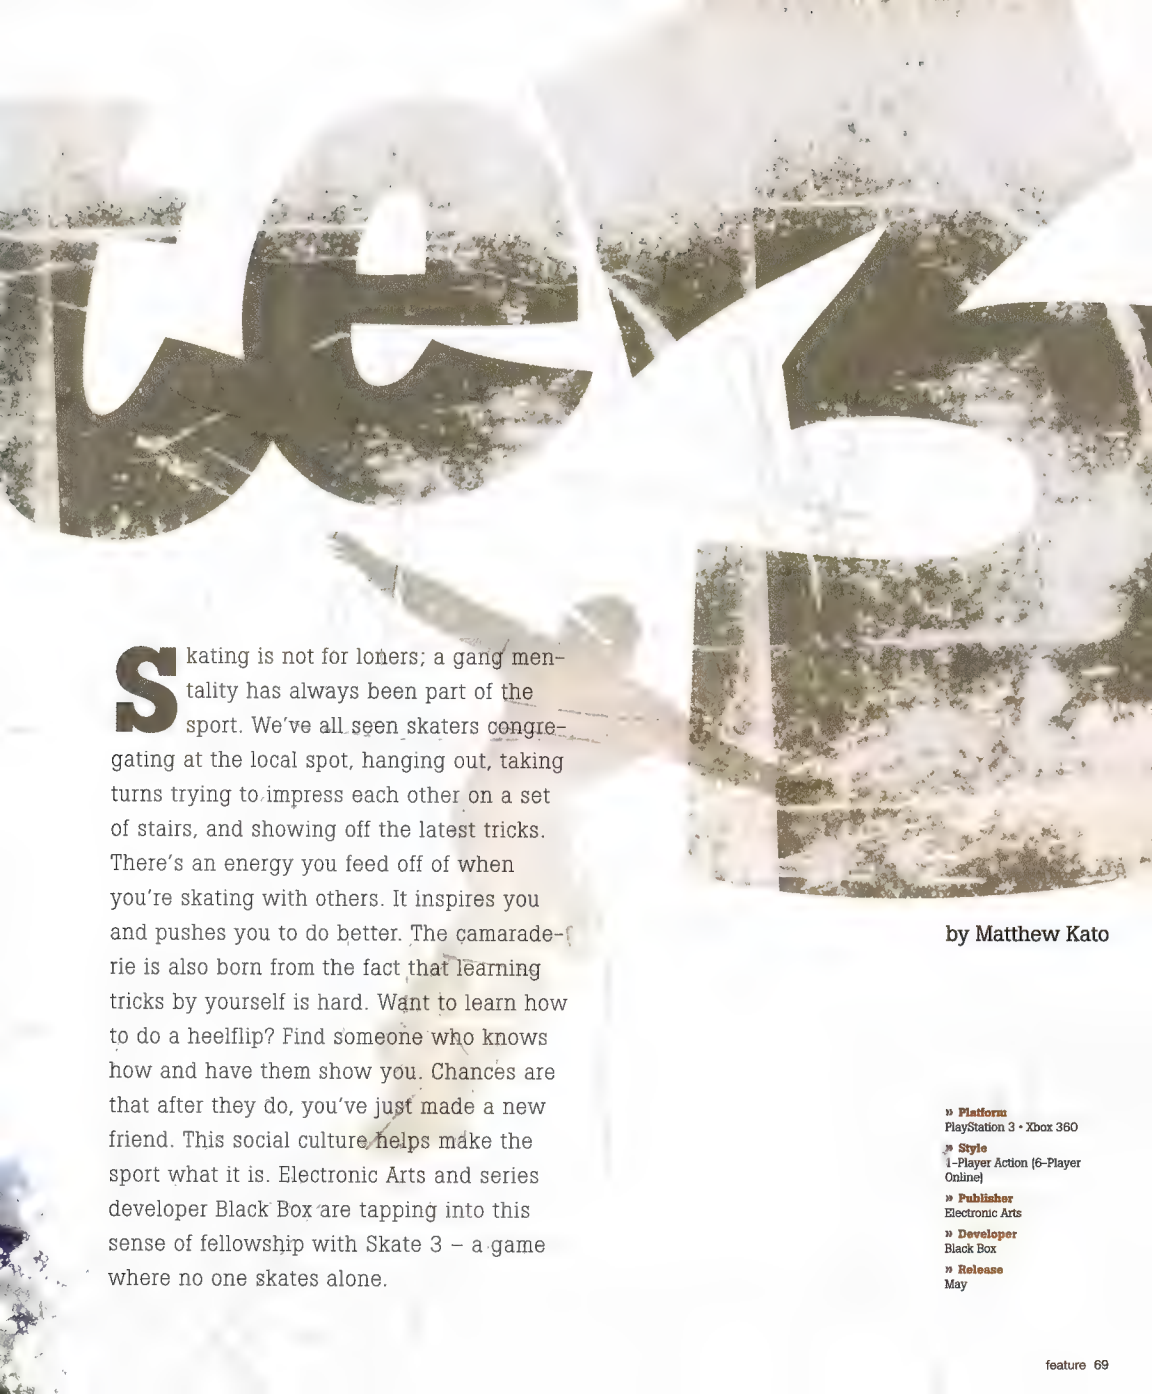 te 3
Skating is not for loners; a gang men-
tality has always been part of the
sport. We've all seen skaters congre-
gating at the local spot, hanging out, taking
turns trying to impress each other on a set
of stairs, and showing off the latest tricks.
There's an energy you feed off of when
you're skating with others. It inspires you
and pushes you to do better. The camarade-
rie is also born from the fact that learning
tricks by yourself is hard. Want to learn how
to do a heelflip? Find someone who knows
how and have them show you. Chances are
that after they do, you've just made a new
friend. This social culture helps make the
sport what it is. Electronic Arts and series
developer Black Box are tapping into this
sense of fellowship with Skate 3 – a game
where no one skates alone.
by Matthew Kato
» Platform
PlayStation 3 • Xbox 360
» Style
1-Player Action (6-Player
Online)
» Publisher
Electronic Arts
» Developer
Black Box
» Release
May
feature 69